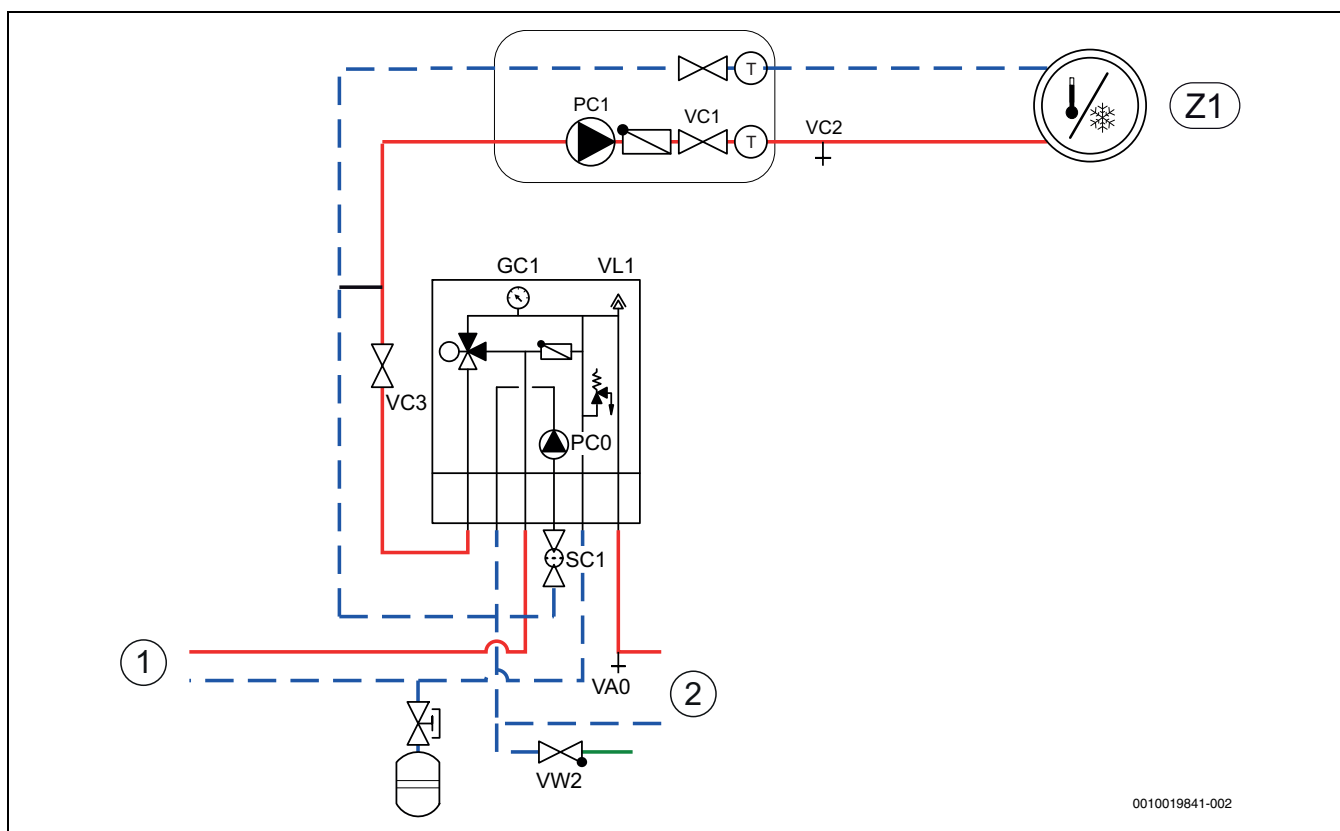 T
PC1
VC1
T
VC2
Z1
GC1
VL1
VC3
PC0
SC1
1
VA0
2
VW2
0010019841-002